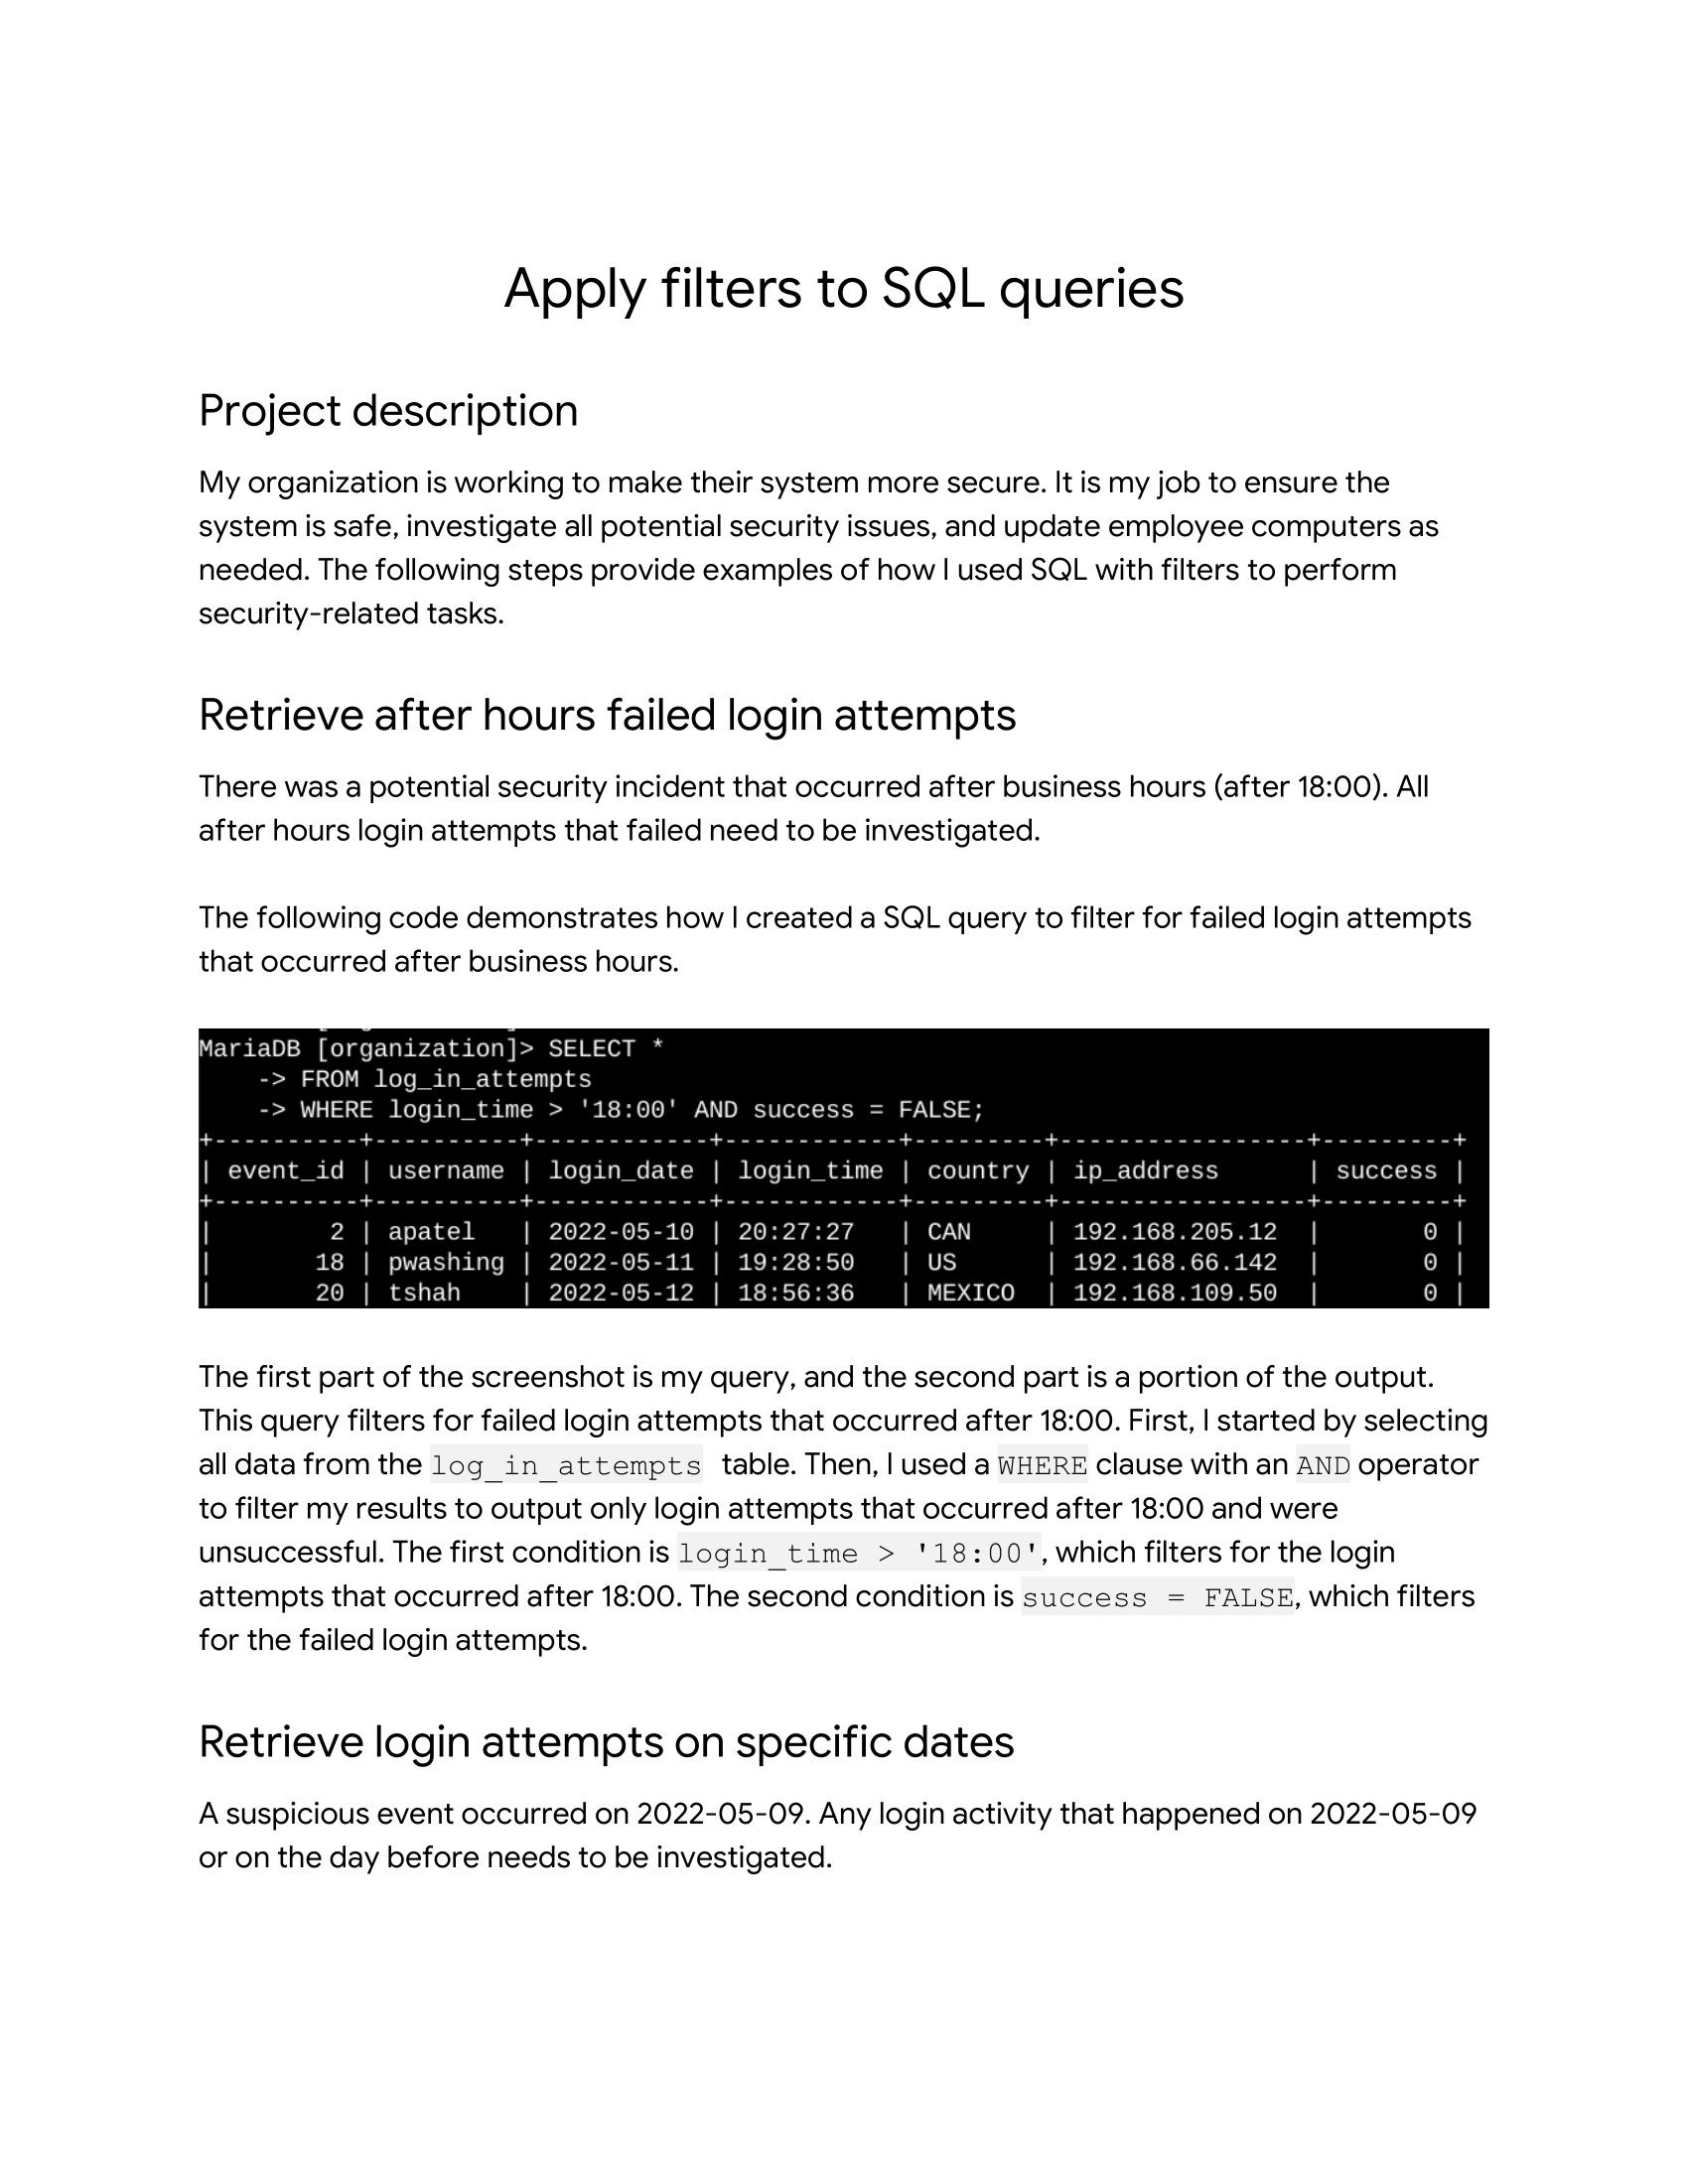 Apply filters to SQL queries
Project description
My organization is working to make their system more secure. It is my job to ensure the
system is safe, investigate all potential security issues, and update employee computers as
needed. The following steps provide examples of how I used SQL with filters to perform
security-related tasks.
Retrieve after hours failed login attempts
There was a potential security incident that occurred after business hours (after 18:00). All
after hours login attempts that failed need to be investigated.
The following code demonstrates how I created a SQL query to filter for failed login attempts
that occurred after business hours.
MariaDB [organization]> SELECT *
    -> FROM log_in_attempts
    -> WHERE login_time > '18:00' AND success = FALSE;
+----------+----------+------------+------------+---------+-----------------+---------+
| event_id | username | login_date | login_time | country | ip_address      | success |
+----------+----------+------------+------------+---------+-----------------+---------+
|        2 | apatel   | 2022-05-10 | 20:27:27   | CAN     | 192.168.205.12  |       0 |
|       18 | pwashing | 2022-05-11 | 19:28:50   | US      | 192.168.66.142  |       0 |
|       20 | tshah    | 2022-05-12 | 18:56:36   | MEXICO  | 192.168.109.50  |       0 |
The first part of the screenshot is my query, and the second part is a portion of the output.
This query filters for failed login attempts that occurred after 18:00. First, I started by selecting
all data from the log_in_attempts table. Then, I used a WHERE clause with an AND operator
to filter my results to output only login attempts that occurred after 18:00 and were
unsuccessful. The first condition is login_time > '18:00', which filters for the login
attempts that occurred after 18:00. The second condition is success = FALSE, which filters
for the failed login attempts.
Retrieve login attempts on specific dates
A suspicious event occurred on 2022-05-09. Any login activity that happened on 2022-05-09
or on the day before needs to be investigated.